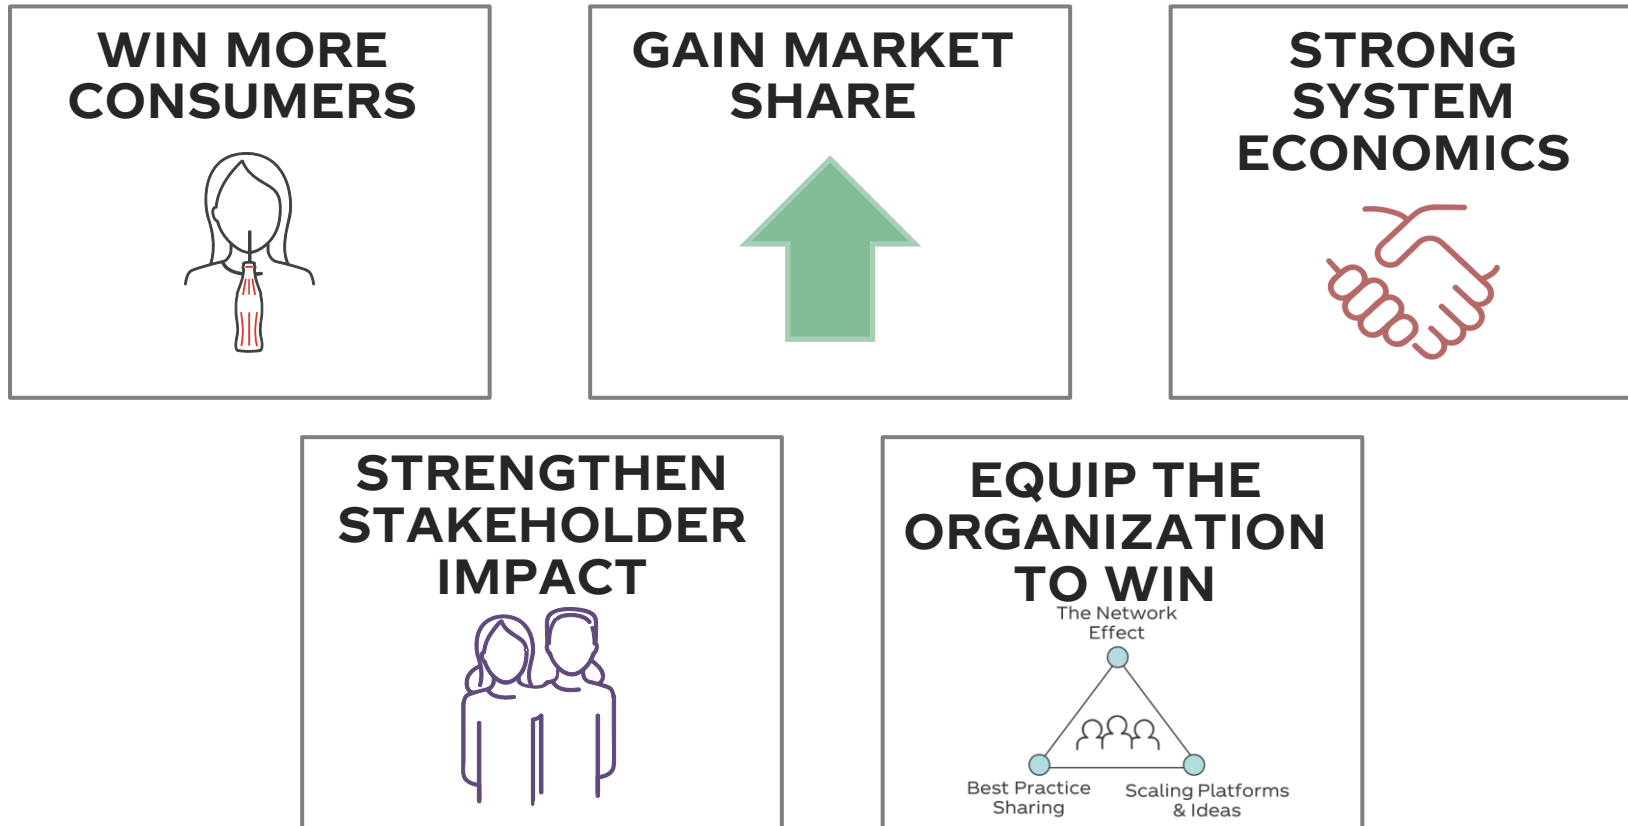 WIN MORE
CONSUMERS
GAIN MARKET
SHARE
STRONG
SYSTEM
ECONOMICS
STRENGTHEN
STAKEHOLDER
IMPACT
EQUIP THE
ORGANIZATION
TO WIN
The Network
Effect
Best Practice
Sharing
Scaling Platforms
& Ideas